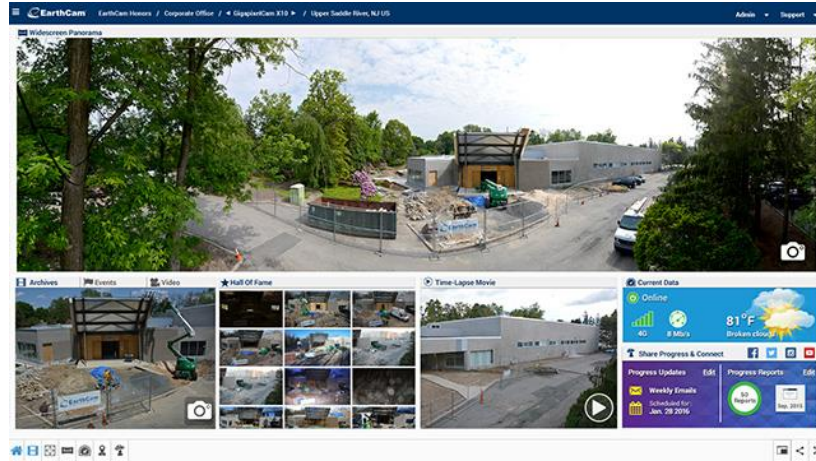 EarthCam EarthCam Honors / Corporate Office / ◄ GigapixelCam X10 ► / Upper Saddle River, NJ US Admin Support
Widescreen Panorama
EarthCam
Archives Events Video
Hall Of Fame
Time-Lapse Movie
Current Data
EarthCam
Online
4G
8 Mb/s
81°F
Broken clouds
Share Progress & Connect
Progress Updates Edit
Weekly Emails
Scheduled for:
Jan. 28 2016
Progress Reports Edit
50
Reports
Sep, 2015